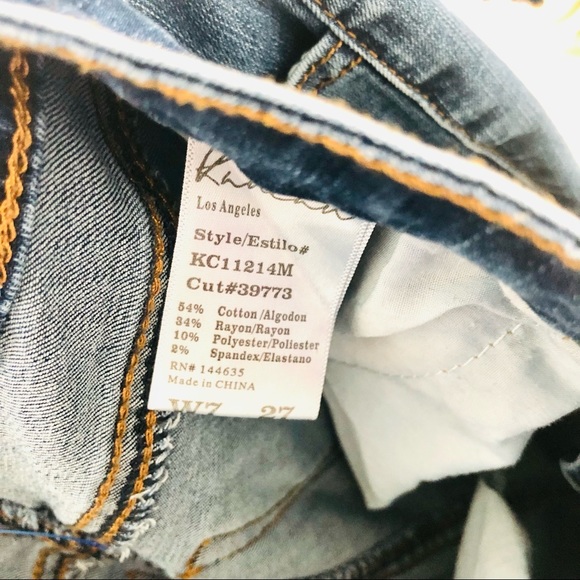 Los Angeles
Style/Estilo#
KC11214M
Cut#39773
54% Cotton/Algodon
34% Rayon/Rayon
10% Polyester/Poliester
2% Spandex/Elastano
RN# 144635
Made in CHINA
W7 27